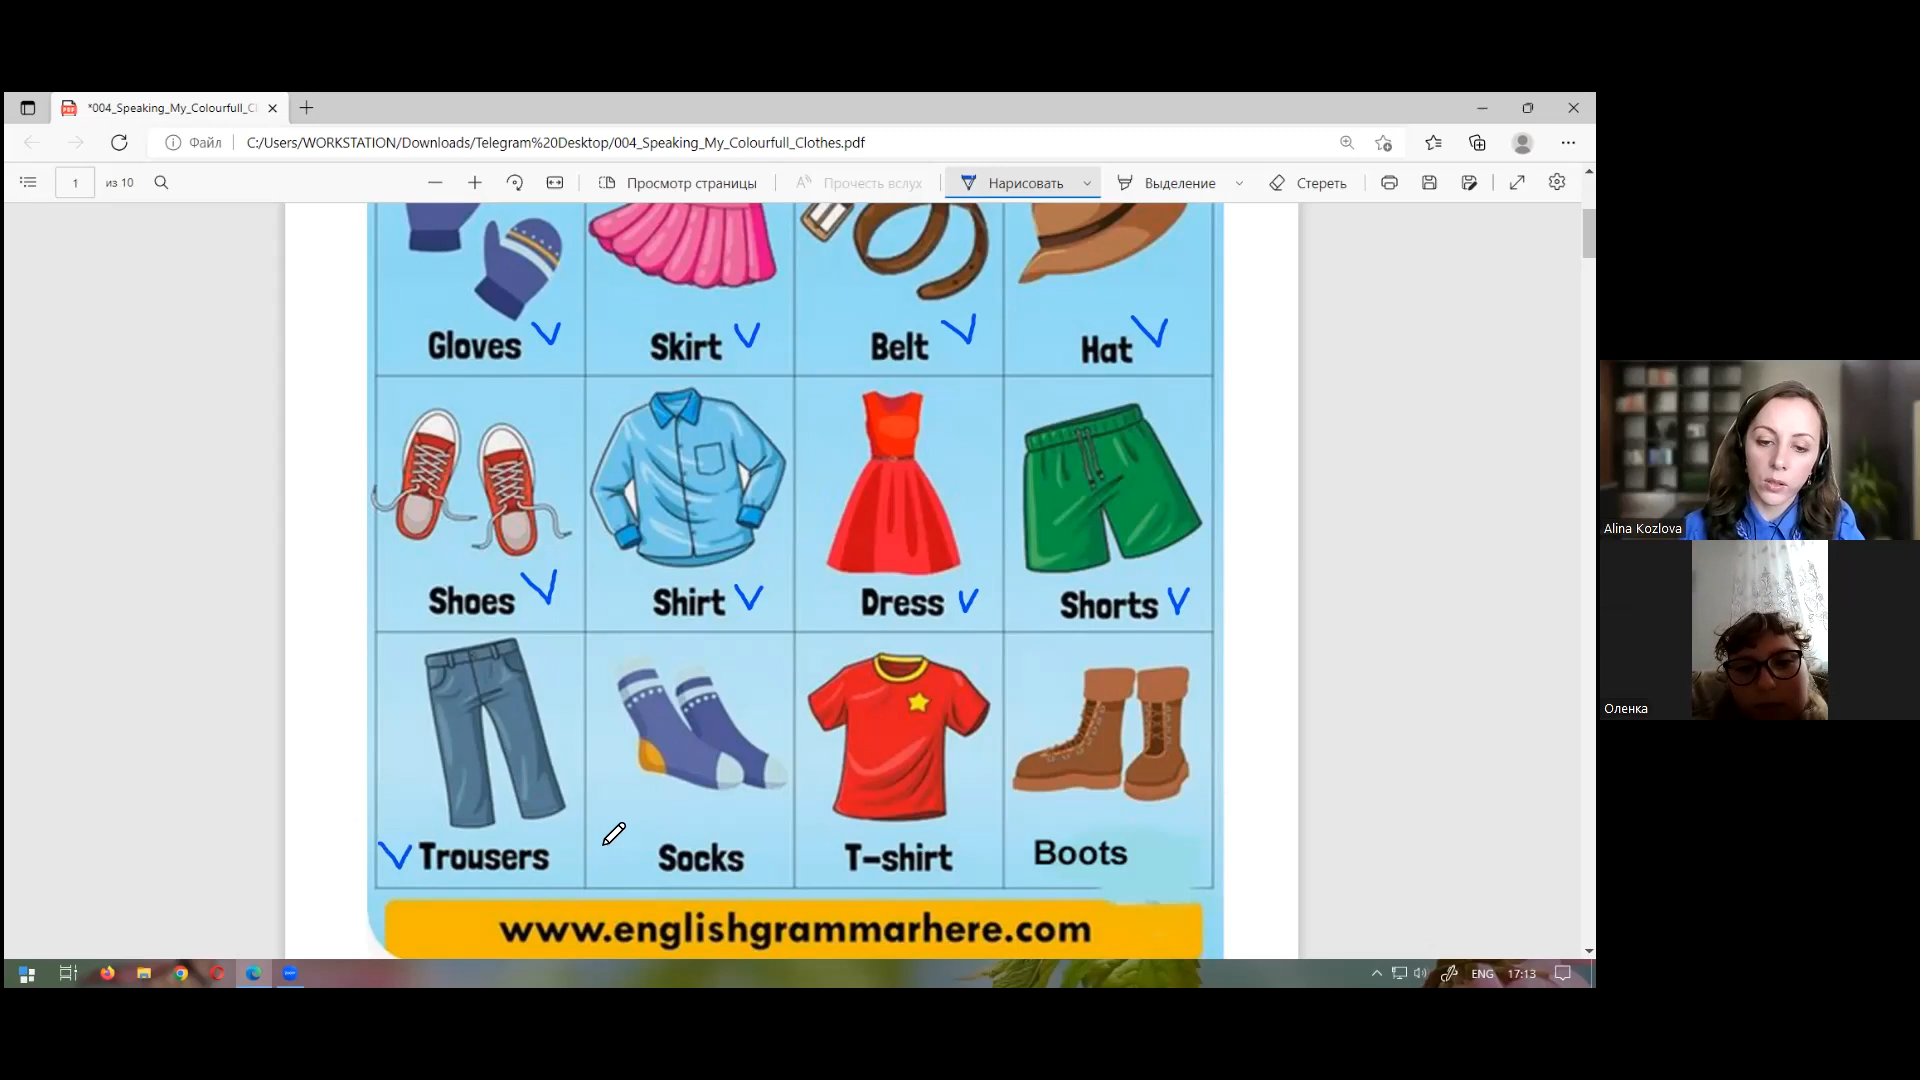 *004_Speaking_My_Colourfull_Cl
Файл
C:/Users/WORKSTATION/Downloads/Telegram%20Desktop/004_Speaking_My_Colourfull_Clothes.pdf
1 из 10
Просмотр страницы
Прочесть вслух
Нарисовать
Выделение
Стереть
Gloves Skirt Belt Hat
Shoes Shirt Dress Shorts
Trousers Socks T-shirt Boots
www.englishgrammarhere.com
Alina Kozlova
Оленка
ENG 17:13